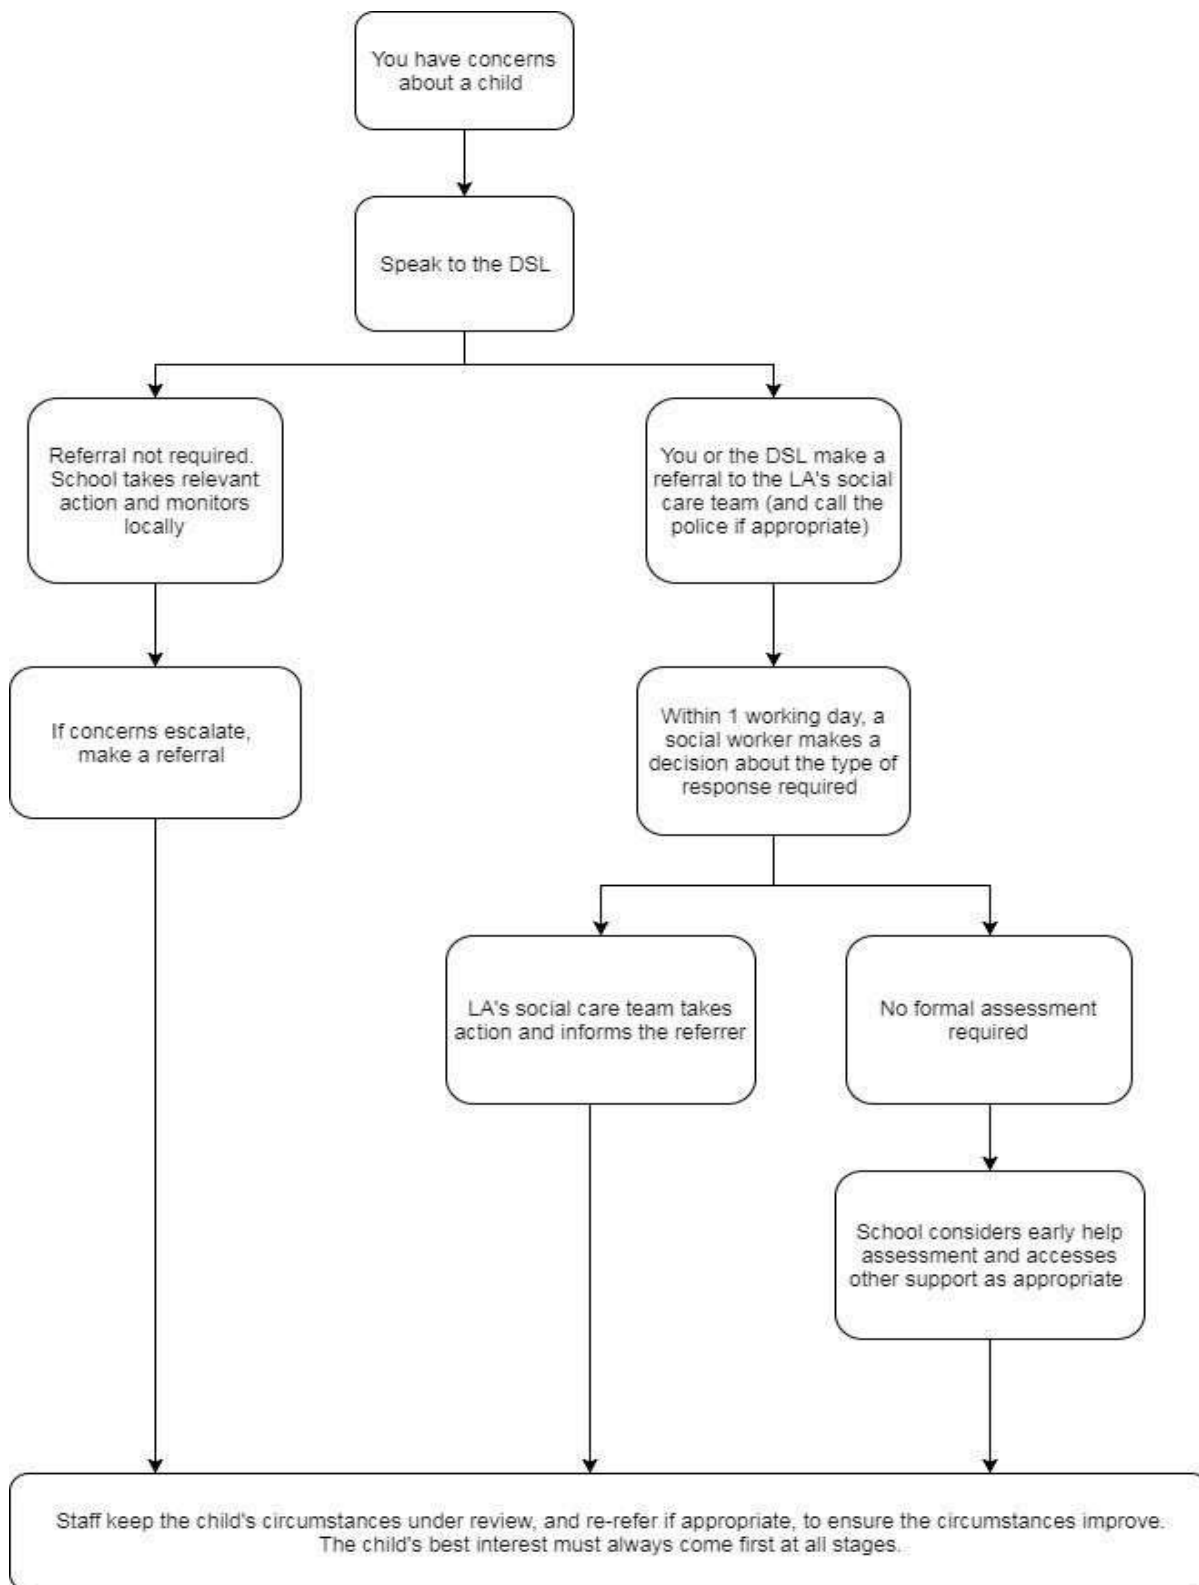 You have concerns
about a child
Speak to the DSL
Referral not required.
School takes relevant
action and monitors
locally
You or the DSL make a
referral to the LA's social
care team (and call the
police if appropriate)
If concerns escalate,
make a referral
Within 1 working day, a
social worker makes a
decision about the type of
response required
LA's social care team takes
action and informs the referrer
No formal assessment
required
School considers early help
assessment and accesses
other support as appropriate
Staff keep the child's circumstances under review, and re-refer if appropriate, to ensure the circumstances improve.
The child's best interest must always come first at all stages.